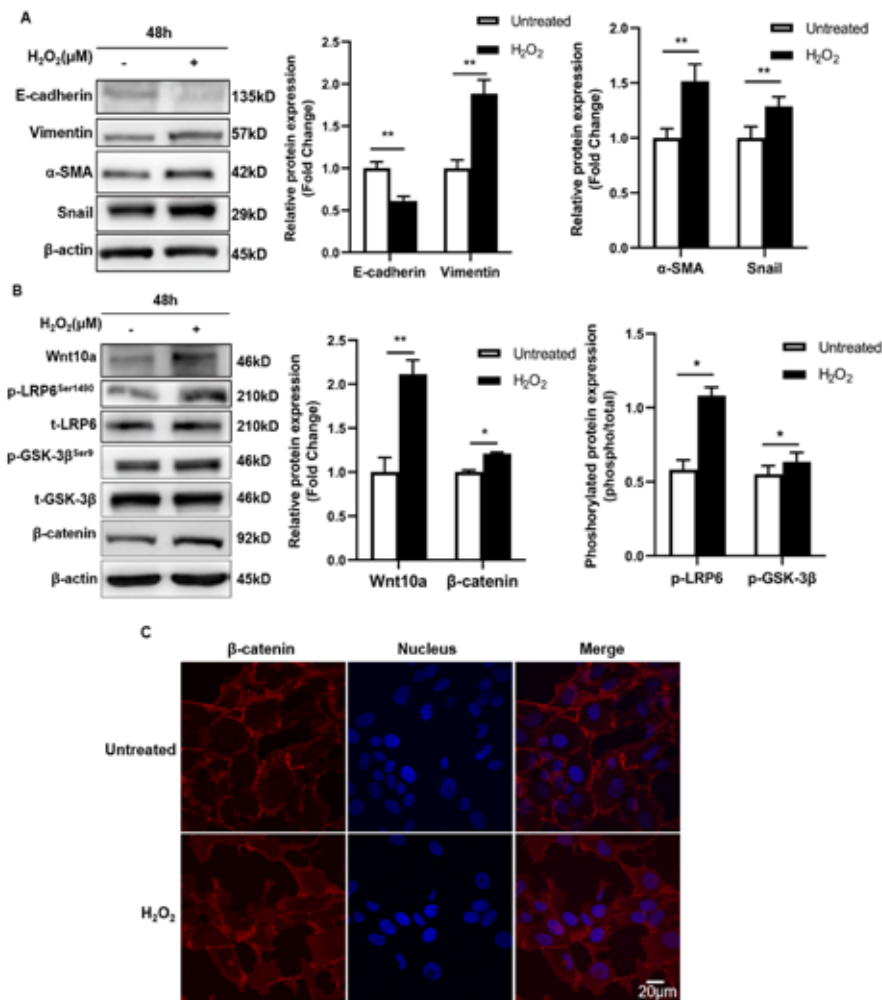 A
48h
H₂O₂(μM)
- +
E-cadherin 135kD
Vimentin 57kD
α-SMA 42kD
Snail 29kD
β-actin 45kD
Relative protein expression
(Fold Change)
2.5
2.0
1.5
1.0
0.5
0.0
Untreated
H₂O₂
**
**
E-cadherin Vimentin
Relative protein expression
(Fold Change)
2.0
1.5
1.0
0.5
0.0
Untreated
H₂O₂
**
**
α-SMA Snail
B
48h
H₂O₂(μM)
- +
Wnt10a 46kD
p-LRP6Ser1490 210kD
t-LRP6 210kD
p-GSK-3βSer9 46kD
t-GSK-3β 46kD
β-catenin 92kD
β-actin 45kD
Relative protein expression
(Fold Change)
2.5
2.0
1.5
1.0
0.5
0.0
Untreated
H₂O₂
**
*
Wnt10a β-catenin
Phoshorylated protein expression
(phospho/total)
1.5
1.0
0.5
0.0
Untreated
H₂O₂
*
*
p-LRP6 p-GSK-3β
C
β-catenin Nucleus Merge
Untreated
H₂O₂
20μm